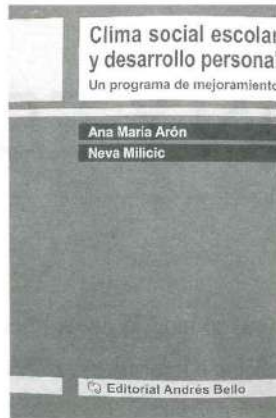 Clima social escolar
y desarrollo personal
Un programa de mejoramiento
Ana María Arón
Neva Milicic
Editorial Andrés Bello